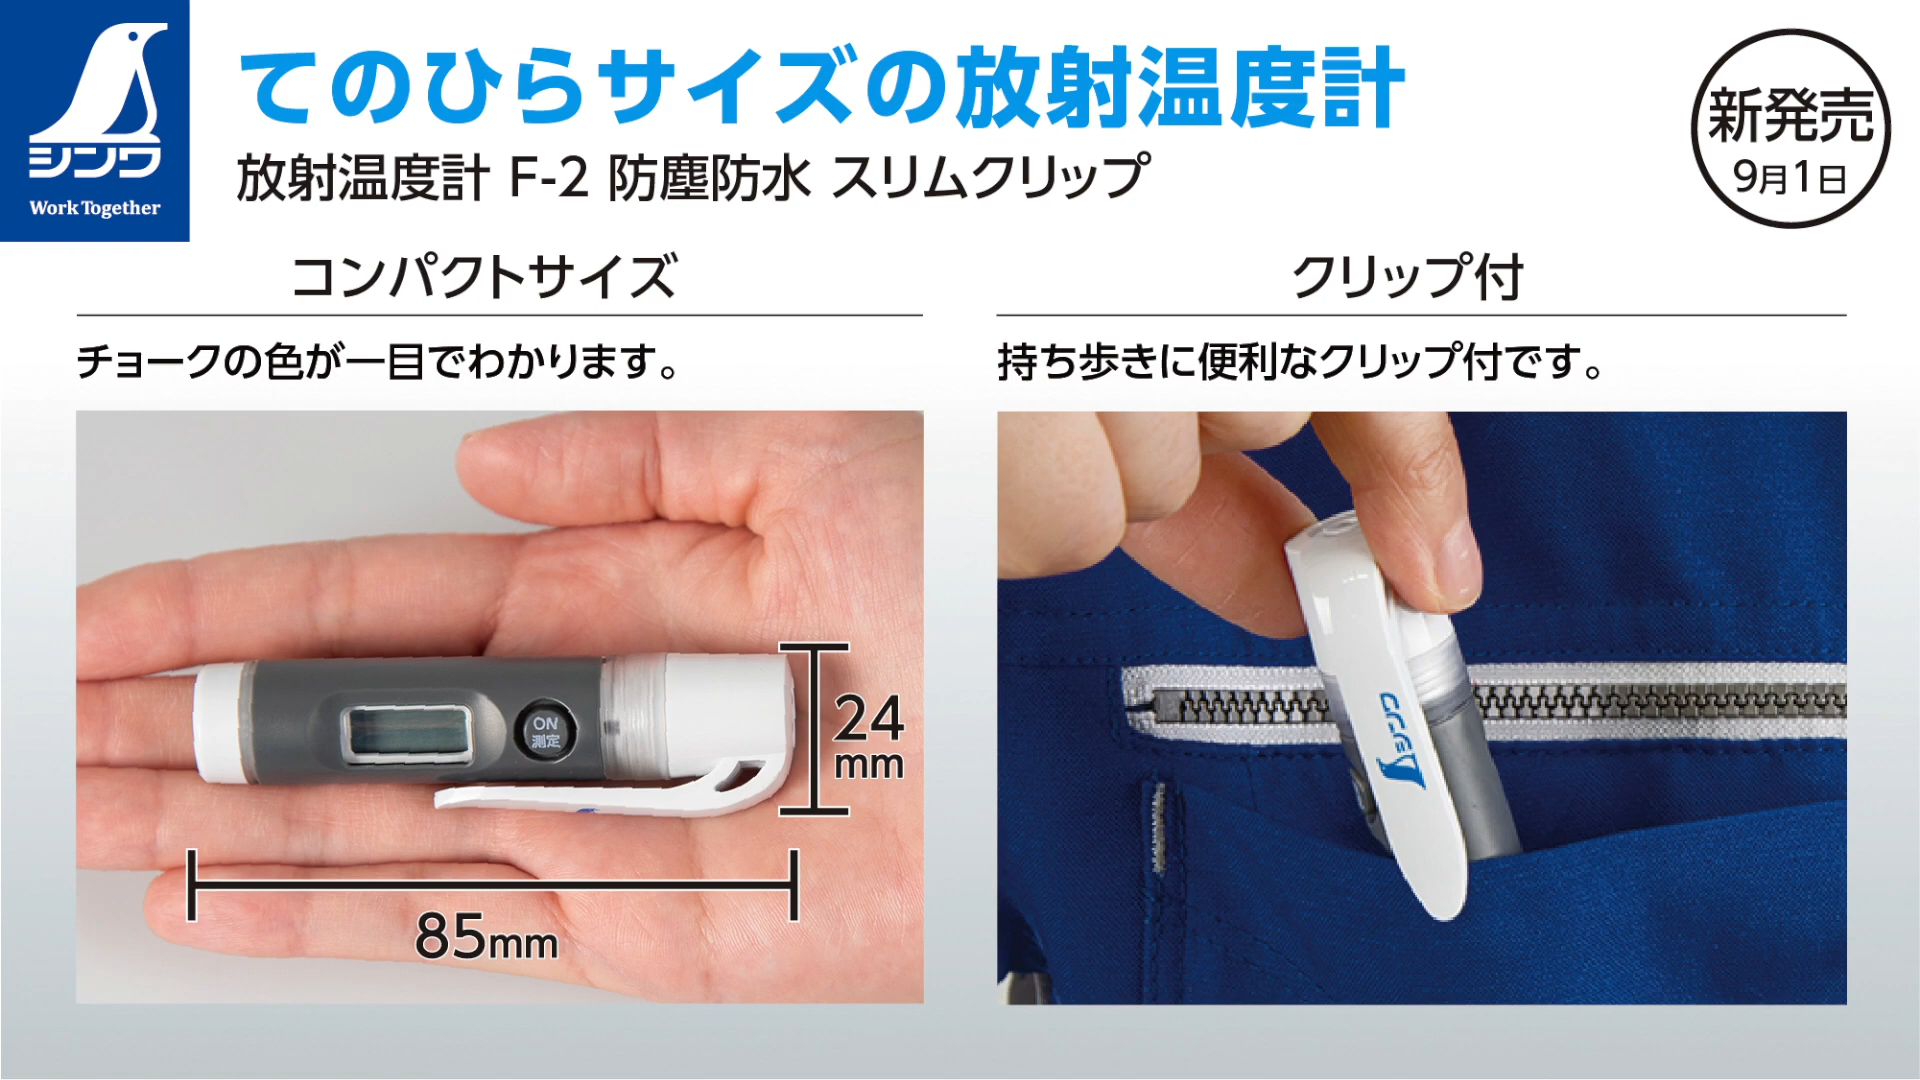 シンワ
Work Together
てのひらサイズの放射温度計
放射温度計 F-2 防塵防水 スリムクリップ
新発売
9月1日
コンパクトサイズ
チョークの色が一目でわかります。
ON
測定
24
mm
85mm
クリップ付
持ち歩きに便利なクリップ付です。
シンワ